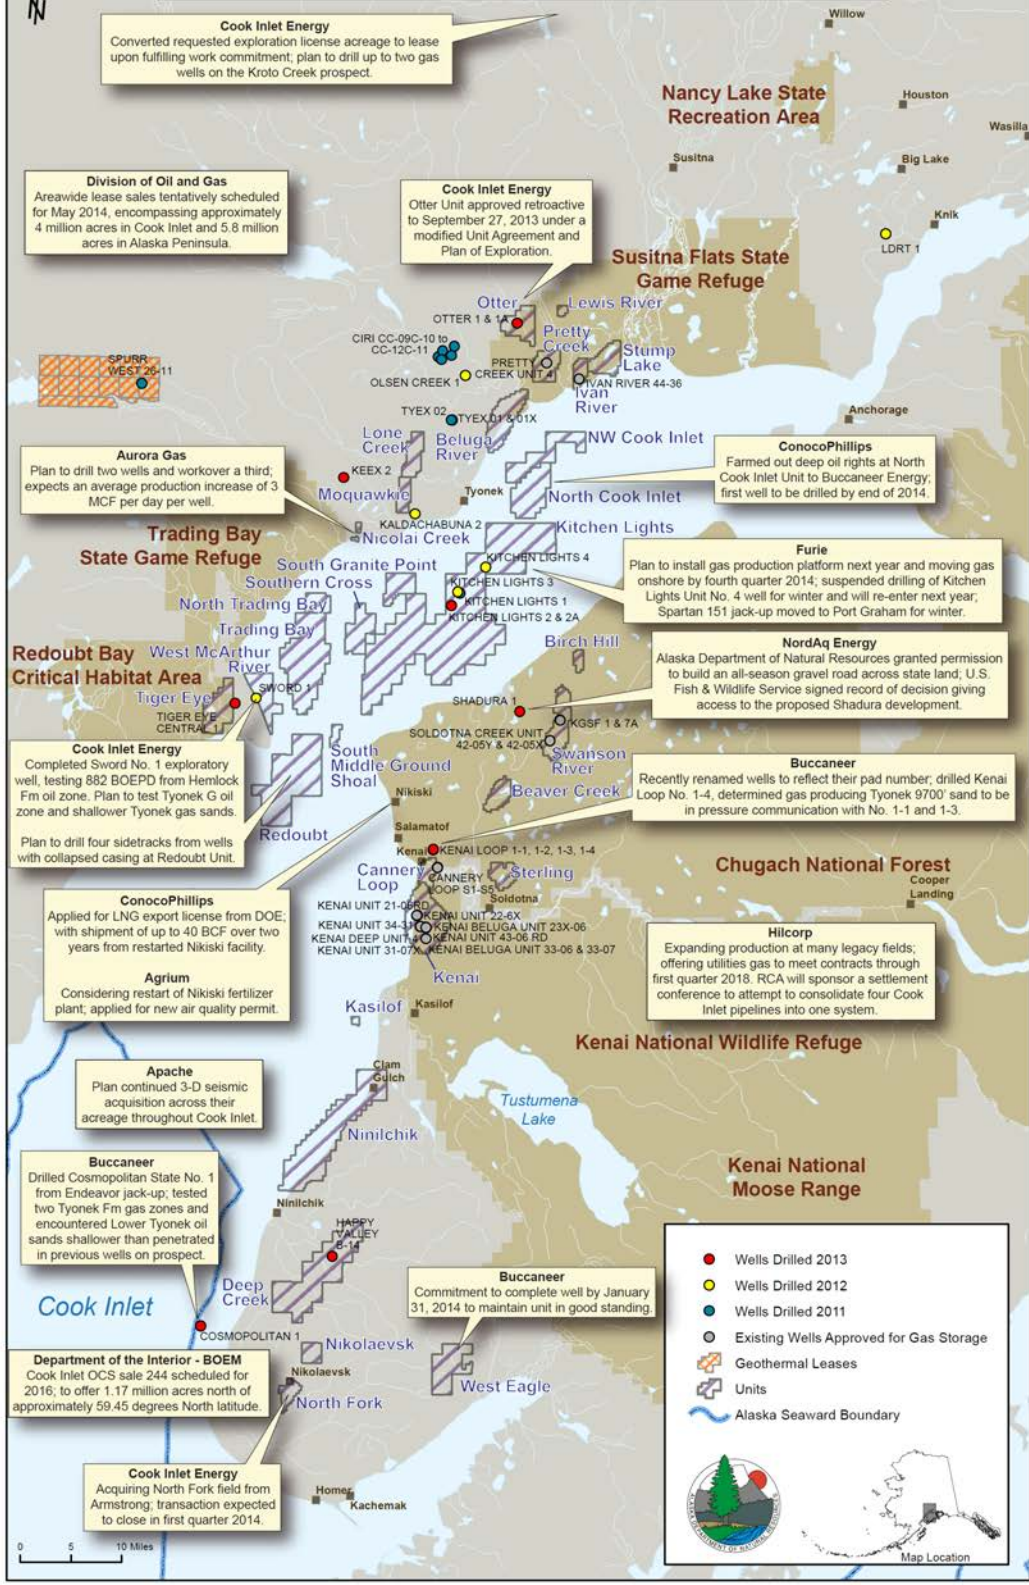 N
Cook Inlet Energy
Converted requested exploration license acreage to lease
upon fulfilling work commitment; plan to drill up to two gas
wells on the Kroto Creek prospect.
Willow
Nancy Lake State
Recreation Area
Houston
Wasilla
Susitna
Big Lake
Division of Oil and Gas
Areawide lease sales tentatively scheduled
for May 2014, encompassing approximately
4 million acres in Cook Inlet and 5.8 million
acres in Alaska Peninsula.
Cook Inlet Energy
Otter Unit approved retroactive
to September 27, 2013 under a
modified Unit Agreement and
Plan of Exploration.
Knik
LDRT 1
Susitna Flats State
Game Refuge
Otter
Lewis River
OTTER 1 & 1A
CIRI CC-09C-10 to
CC-12C-11
Pretty
Creek
PRETTY
CREEK UNIT 4
Stump
Lake
SPURR
WEST 26-11
OLSEN CREEK 1
IVAN RIVER 44-36
Ivan
River
TYEX 02
TYEX 01 & 01X
Anchorage
Lone
Creek
Beluga
River
NW Cook Inlet
Aurora Gas
Plan to drill two wells and workover a third;
expects an average production increase of 3
MCF per day per well.
KEEX 2
ConocoPhillips
Farmed out deep oil rights at North
Cook Inlet Unit to Buccaneer Energy;
first well to be drilled by end of 2014.
Moquawkie
Tyonek
North Cook Inlet
KALDACHABUNA 2
Nicolai Creek
Kitchen Lights
Trading Bay
State Game Refuge
South Granite Point
Southern Cross
KITCHEN LIGHTS 4
KITCHEN LIGHTS 3
KITCHEN LIGHTS 1
KITCHEN LIGHTS 2 & 2A
Furie
Plan to install gas production platform next year and moving gas
onshore by fourth quarter 2014; suspended drilling of Kitchen
Lights Unit No. 4 well for winter and will re-enter next year;
Spartan 151 jack-up moved to Port Graham for winter.
North Trading Bay
Trading Bay
Birch Hill
NordAq Energy
Alaska Department of Natural Resources granted permission
to build an all-season gravel road across state land; U.S.
Fish & Wildlife Service signed record of decision giving
access to the proposed Shadura development.
Redoubt Bay
Critical Habitat Area
West McArthur
River
SWORD 1
Tiger Eye
TIGER EYE
CENTRAL 1
SHADURA 1
KGSF 1 & 7A
SOLDOTNA CREEK UNIT
42-05Y & 42-05X
Swanson
River
Cook Inlet Energy
Completed Sword No. 1 exploratory
well, testing 882 BOEPD from Hemlock
Fm oil zone. Plan to test Tyonek G oil
zone and shallower Tyonek gas sands.
Plan to drill four sidetracks from wells
with collapsed casing at Redoubt Unit.
South
Middle Ground
Shoal
Redoubt
Beaver Creek
Buccaneer
Recently renamed wells to reflect their pad number; drilled Kenai
Loop No. 1-4, determined gas producing Tyonek 9700' sand to be
in pressure communication with No. 1-1 and 1-3.
Nikiski
Salamatof
Kenai
KENAI LOOP 1-1, 1-2, 1-3, 1-4
Cannery
Loop
CANNERY
LOOP S1-S5
Sterling
Soldotna
Chugach National Forest
Cooper
Landing
ConocoPhillips
Applied for LNG export license from DOE;
with shipment of up to 40 BCF over two
years from restarted Nikiski facility.
Agrium
Considering restart of Nikiski fertilizer
plant; applied for new air quality permit.
KENAI UNIT 21-06RD
KENAI UNIT 22-6X
KENAI UNIT 34-31
KENAI BELUGA UNIT 23X-06
KENAI DEEP UNIT 4
KENAI UNIT 43-06 RD
KENAI UNIT 31-07X
KENAI BELUGA UNIT 33-06 & 33-07
Kenai
Hilcorp
Expanding production at many legacy fields;
offering utilities gas to meet contracts through
first quarter 2018. RCA will sponsor a settlement
conference to attempt to consolidate four Cook
Inlet pipelines into one system.
Kasilof
Kasilof
Kenai National Wildlife Refuge
Apache
Plan continued 3-D seismic
acquisition across their
acreage throughout Cook Inlet.
Clam
Gulch
Tustumena
Lake
Ninilchik
Buccaneer
Drilled Cosmopolitan State No. 1
from Endeavor jack-up; tested
two Tyonek Fm gas zones and
encountered Lower Tyonek oil
sands shallower than penetrated
in previous wells on prospect.
Kenai National
Moose Range
Ninilchik
HAPPY
VALLEY
B-14
Deep
Creek
Cook Inlet
COSMOPOLITAN 1
Buccaneer
Commitment to complete well by January
31, 2014 to maintain unit in good standing.
Department of the Interior - BOEM
Cook Inlet OCS sale 244 scheduled for
2016; to offer 1.17 million acres north of
approximately 59.45 degrees North latitude.
Nikolaevsk
Nikolaevsk
North Fork
West Eagle
Cook Inlet Energy
Acquiring North Fork field from
Armstrong; transaction expected
to close in first quarter 2014.
Homer
Kachemak
0 5 10 Miles
Wells Drilled 2013
Wells Drilled 2012
Wells Drilled 2011
Existing Wells Approved for Gas Storage
Geothermal Leases
Units
Alaska Seaward Boundary
ALASKA DEPARTMENT OF NATURAL RESOURCES
Map Location